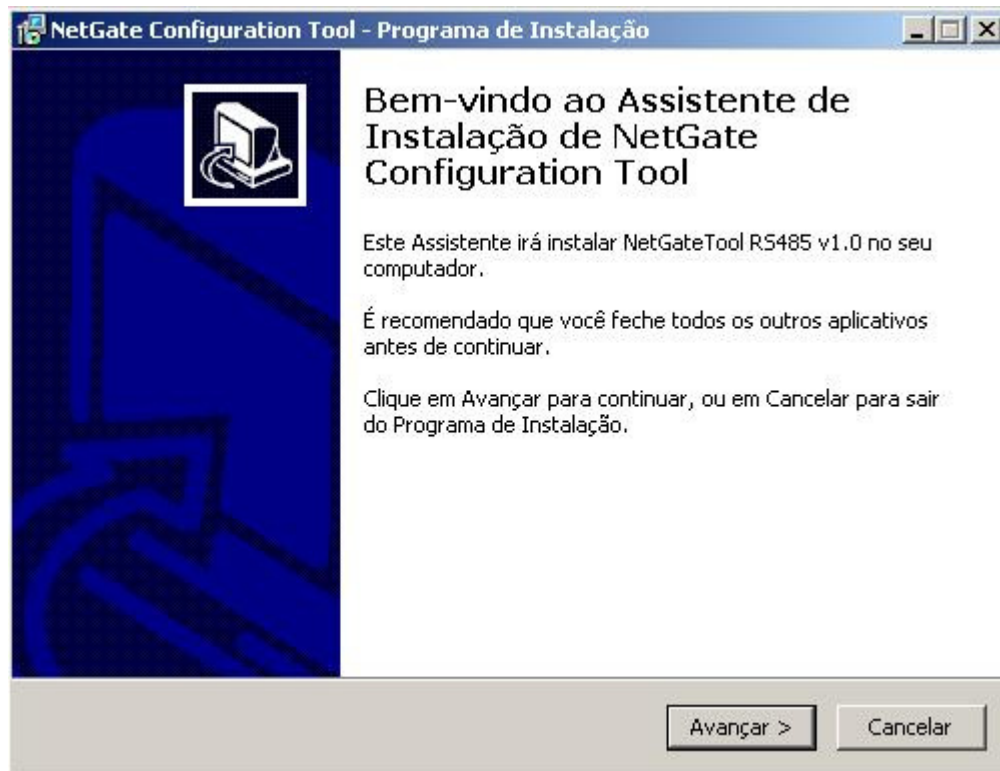 NetGate Configuration Tool - Programa de Instalação
Bem-vindo ao Assistente de
Instalação de NetGate
Configuration Tool
Este Assistente irá instalar NetGateTool RS485 v1.0 no seu
computador.
É recomendado que você feche todos os outros aplicativos
antes de continuar.
Clique em Avançar para continuar, ou em Cancelar para sair
do Programa de Instalação.
Avançar >
Cancelar